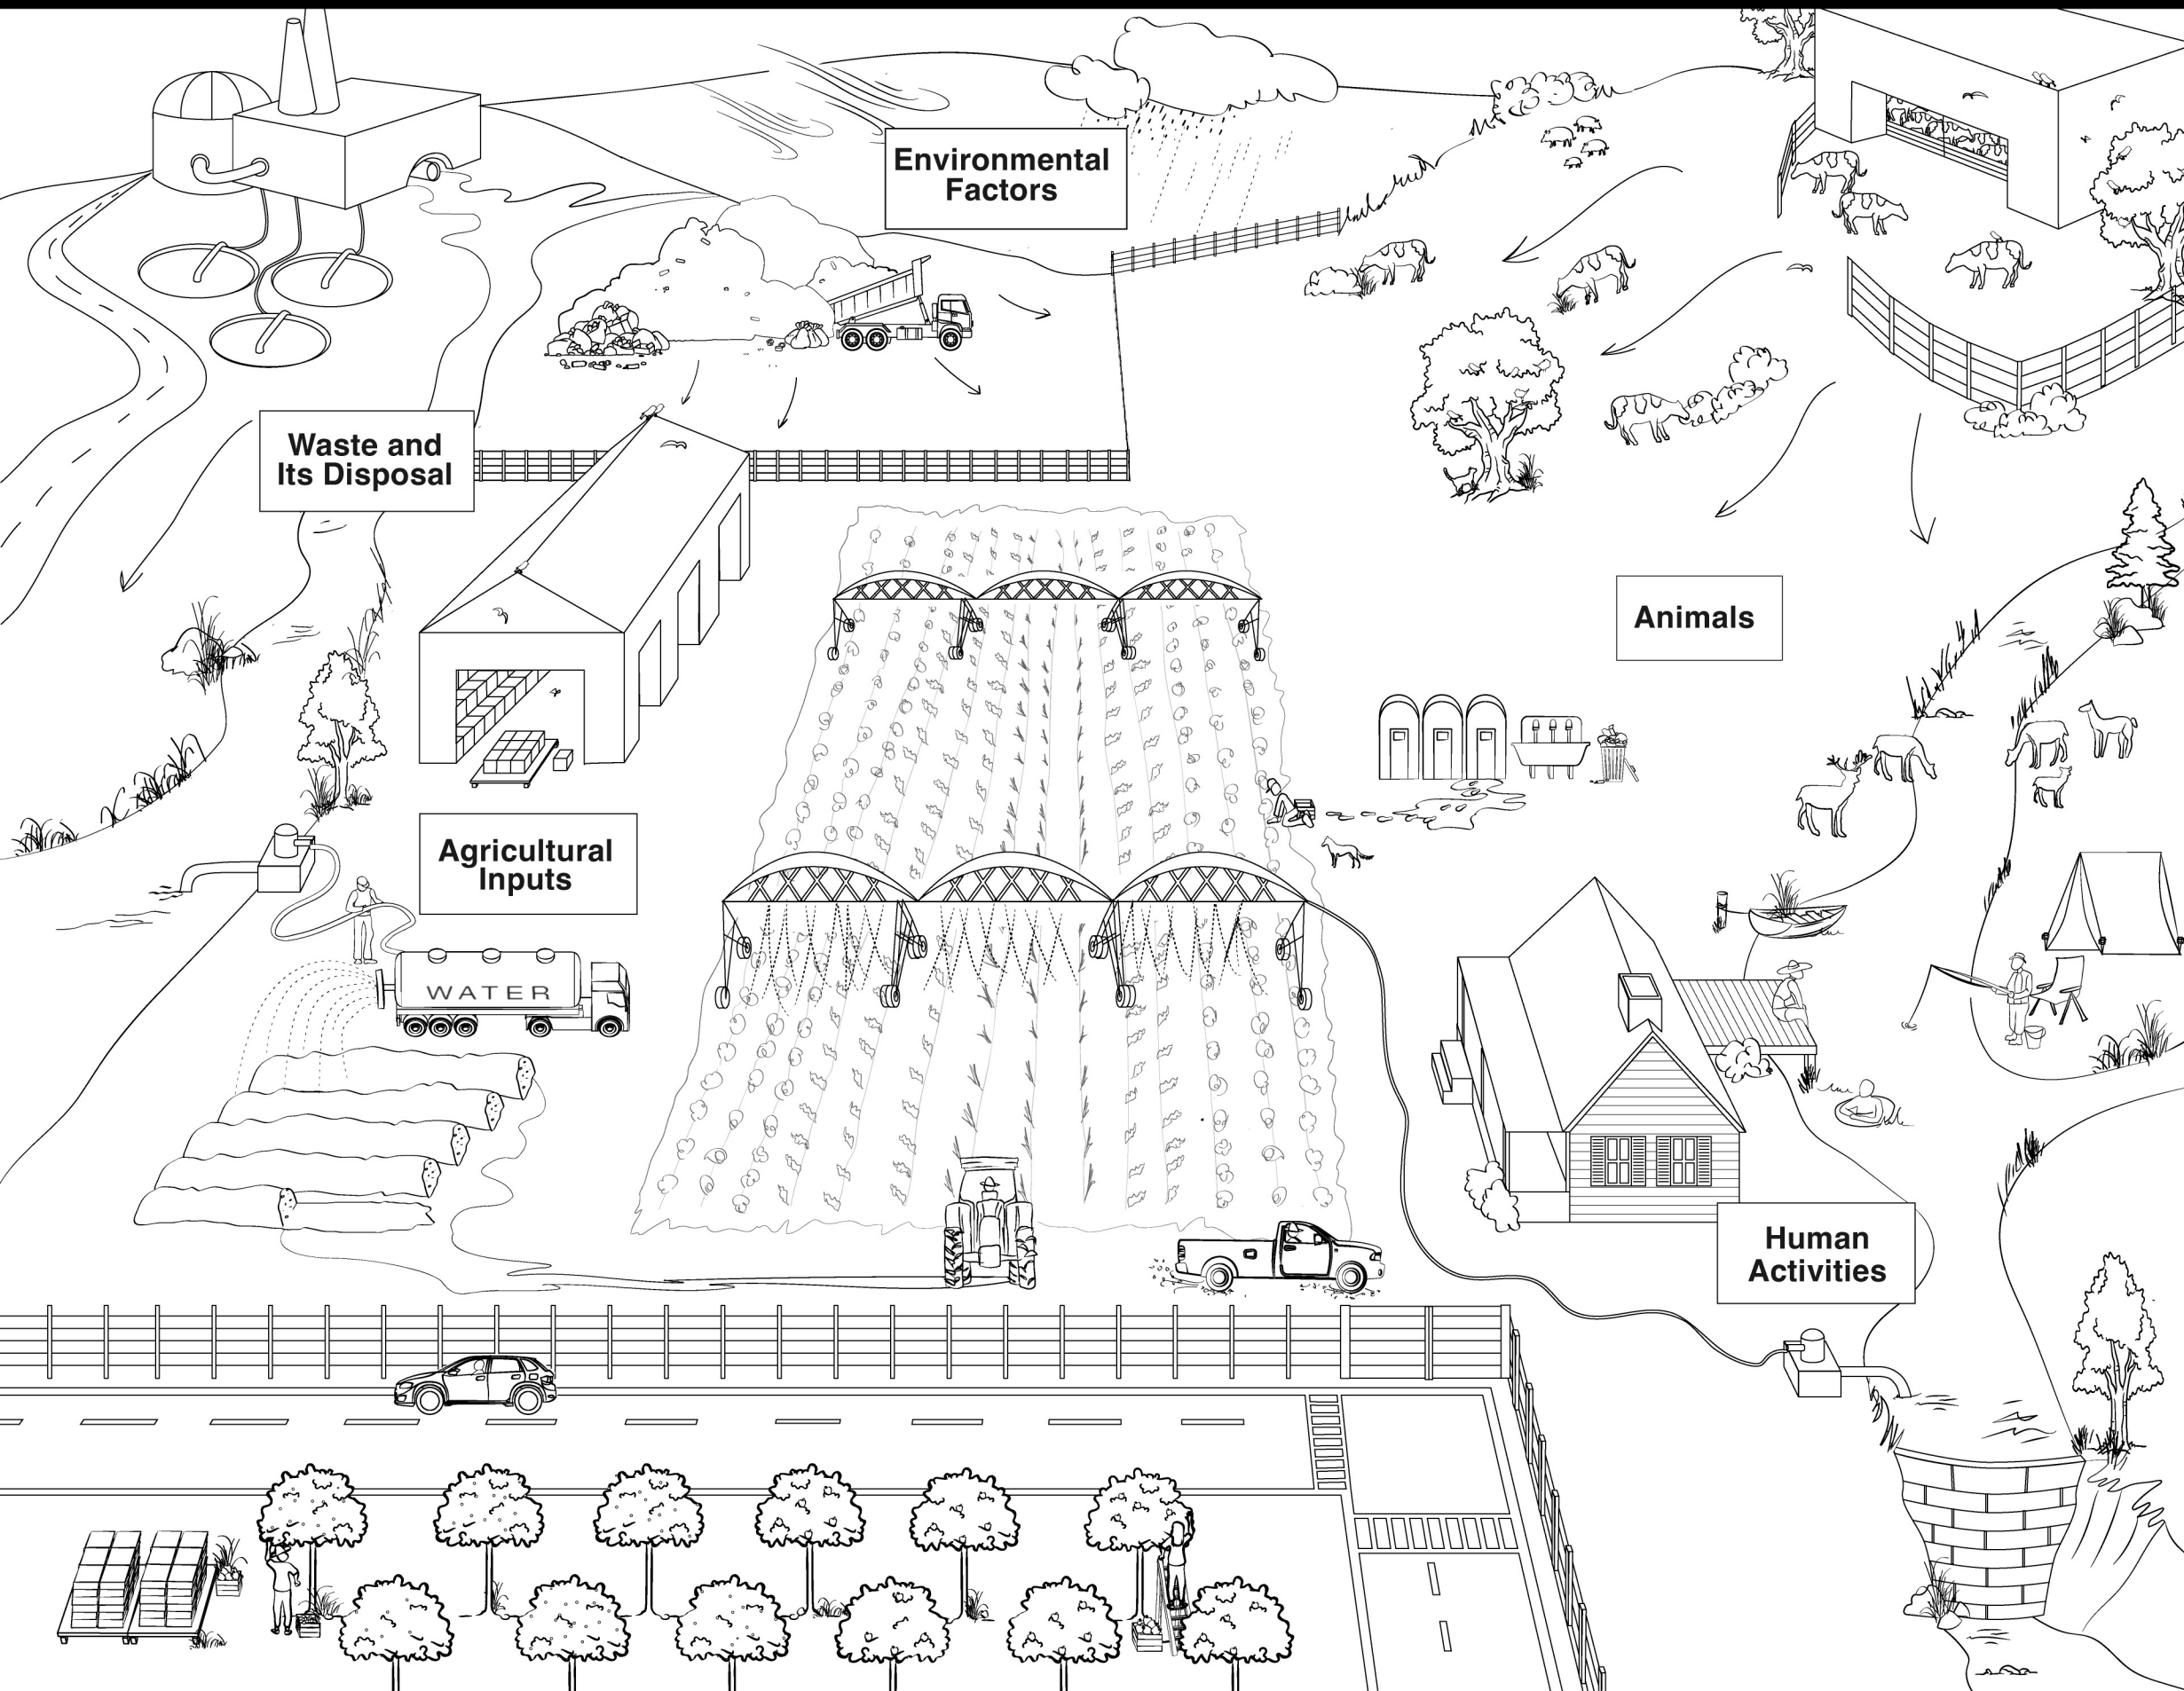 Environmental
Factors
Waste and
Its Disposal
Animals
Agricultural
Inputs
WATER
Human
Activities